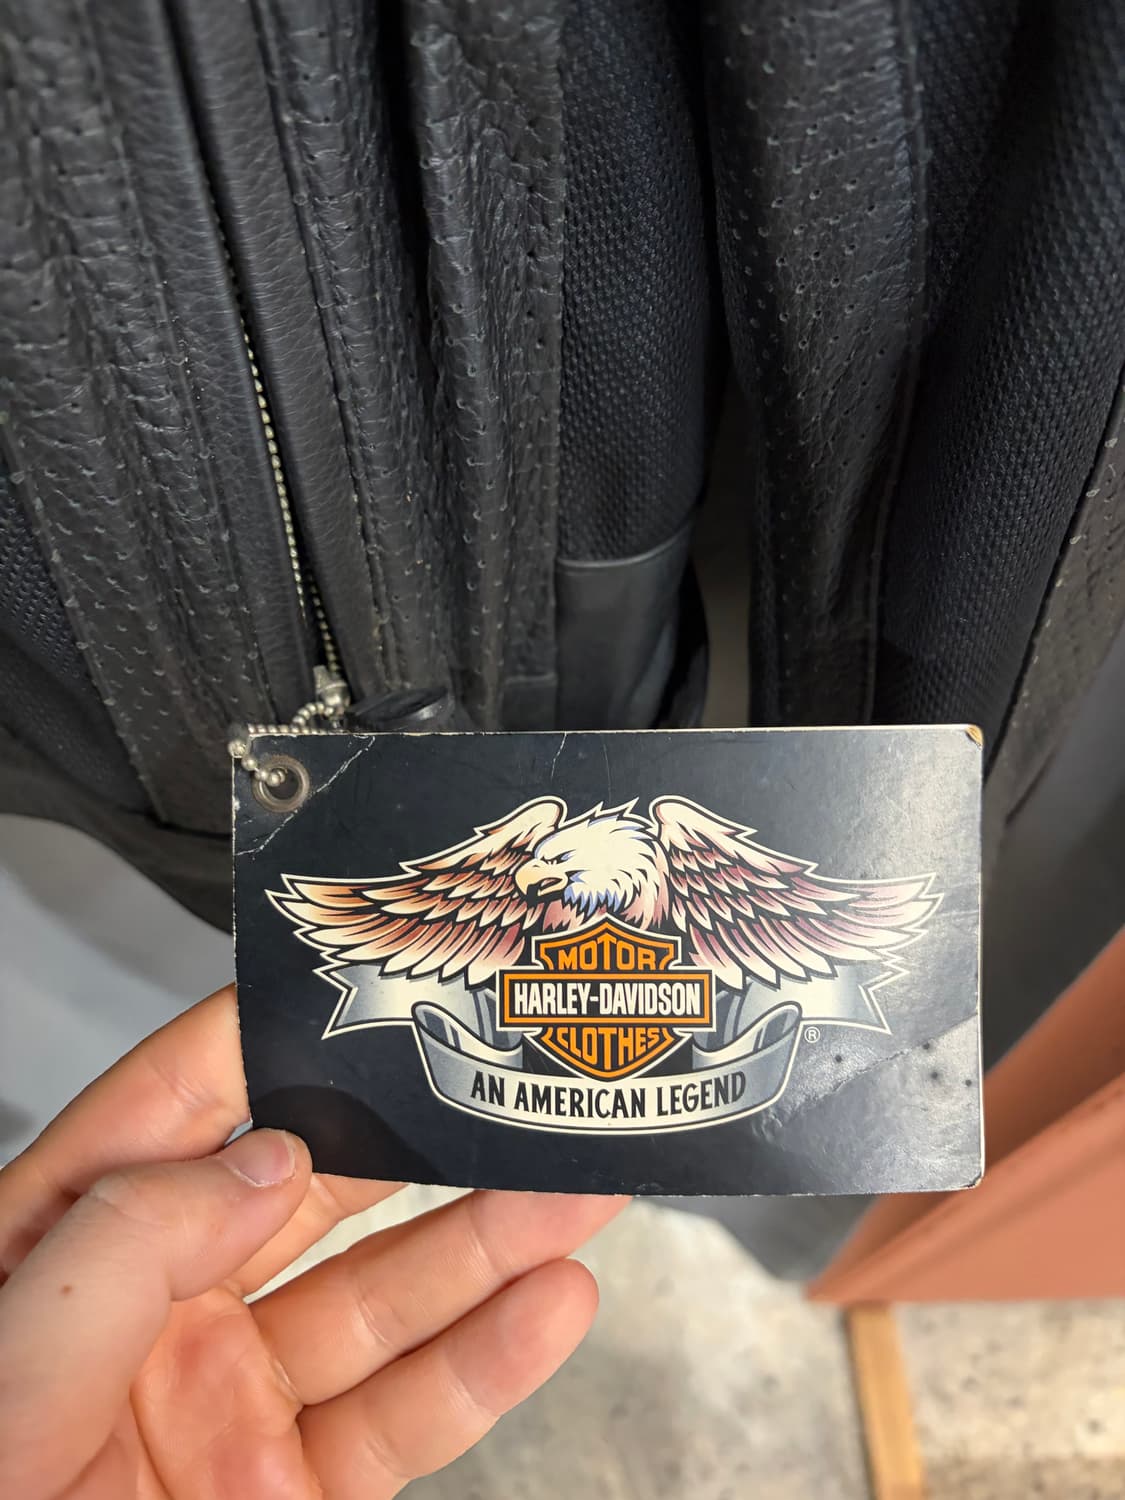 MOTOR
HARLEY-DAVIDSON
CLOTHES
®
AN AMERICAN LEGEND